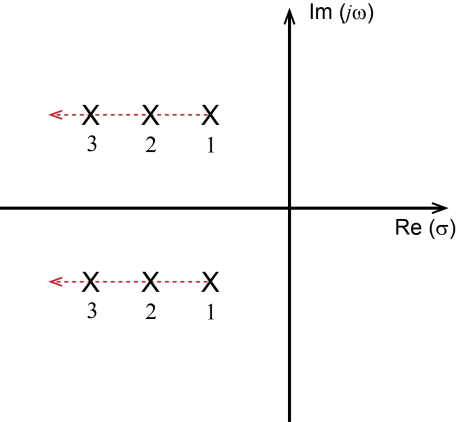 Im (jω)
X X X
3 2 1
Re (σ)
X X X
3 2 1